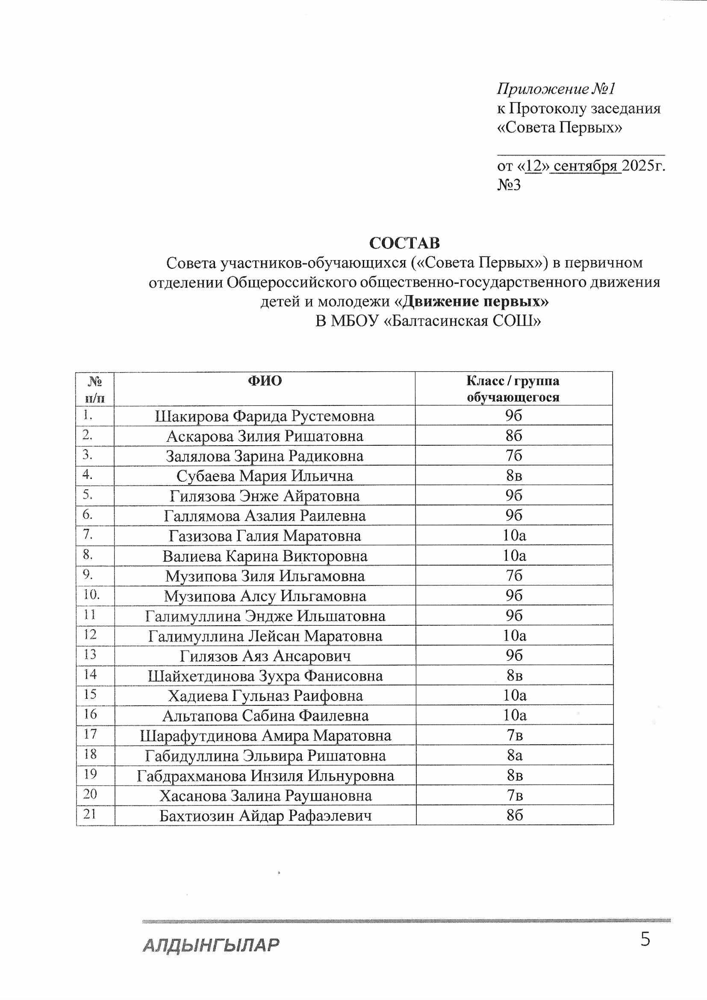 Приложение №1
к Протоколу заседания
«Совета Первых»
от «12» сентября 2025г.
№3
СОСТАВ
Совета участников-обучающихся («Совета Первых») в первичном
отделении Общероссийского общественно-государственного движения
детей и молодежи «Движение первых»
В МБОУ «Балтасинская СОШ»
№ п/п ФИО Класс / группа обучающегося
1. Шакирова Фарида Рустемовна 9б
2. Аскарова Зилия Ришатовна 8б
3. Залялова Зарина Радиковна 7б
4. Субаева Мария Ильична 8в
5. Гилязова Энже Айратовна 9б
6. Галлямова Азалия Раилевна 9б
7. Газизова Галия Маратовна 10а
8. Валиева Карина Викторовна 10а
9. Музипова Зиля Ильгамовна 7б
10. Музипова Алсу Ильгамовна 9б
11 Галимуллина Эндже Ильшатовна 9б
12 Галимуллина Лейсан Маратовна 10а
13 Гилязов Аяз Ансарович 9б
14 Шайхетдинова Зухра Фанисовна 8в
15 Хадиева Гульназ Раифовна 10а
16 Альтапова Сабина Фаилевна 10а
17 Шарафутдинова Амира Маратовна 7в
18 Габидуллина Эльвира Ришатовна 8а
19 Габдрахманова Инзиля Ильнуровна 8в
20 Хасанова Залина Раушановна 7в
21 Бахтиозин Айдар Рафаэлевич 8б
АЛДЫНГЫЛАР 5